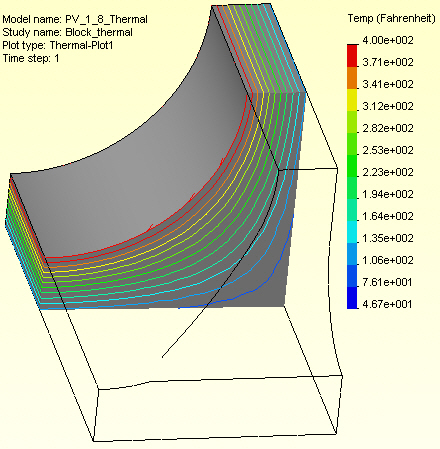 Model name: PV_1_8_Thermal
Study name: Block_thermal
Plot type: Thermal-Plot1
Time step: 1
Temp (Fahrenheit)
4.00e+002
3.71e+002
3.41e+002
3.12e+002
2.82e+002
2.53e+002
2.23e+002
1.94e+002
1.64e+002
1.35e+002
1.06e+002
7.61e+001
4.67e+001